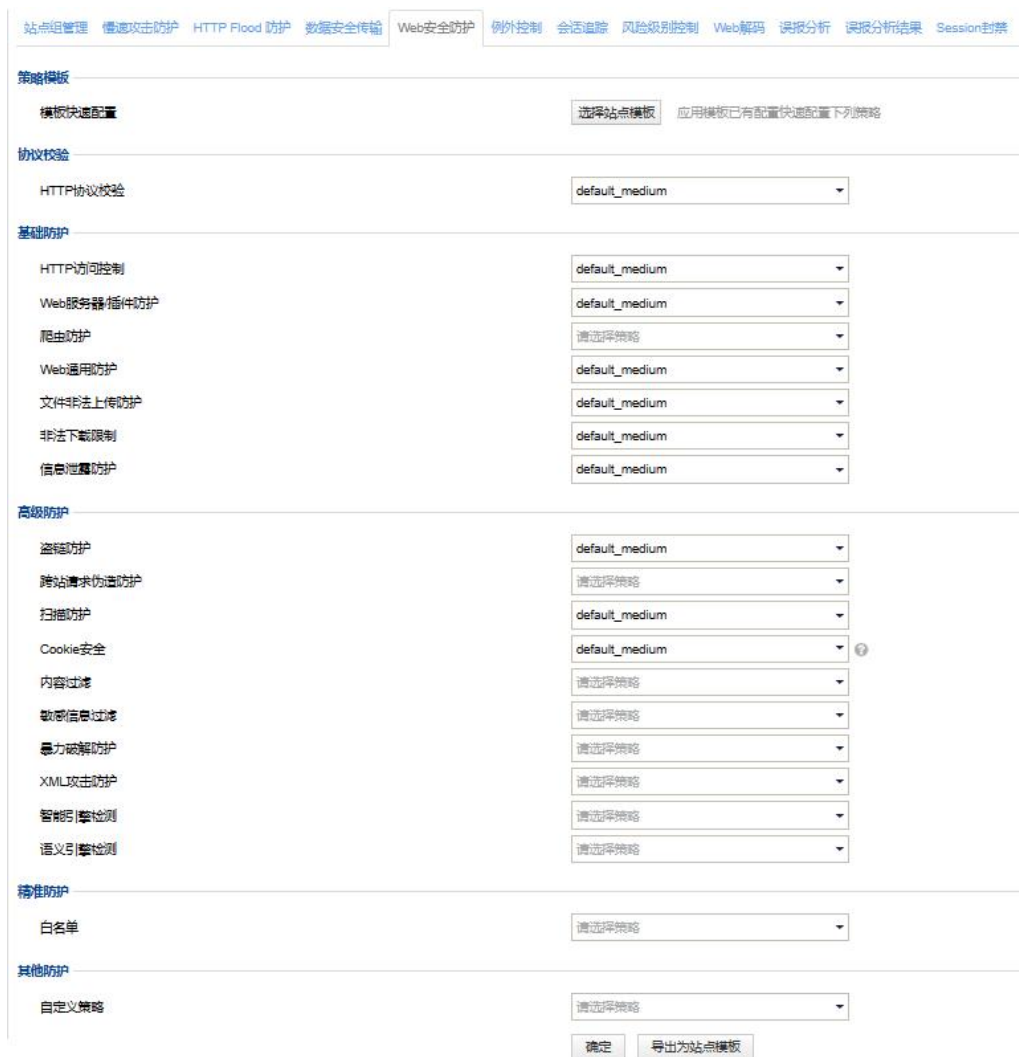 站点组管理 慢速攻击防护 HTTP Flood 防护 数据安全传输 Web安全防护 例外控制 会话追踪 风险级别控制 Web解码 误报分析 误报分析结果 Session封禁
策略模板
模板快速配置 选择站点模板 应用模板已有配置快速配置下列策略
协议校验
HTTP协议校验 default_medium
基础防护
HTTP访问控制 default_medium
Web服务器/插件防护 default_medium
爬虫防护 请选择策略
Web通用防护 default_medium
文件非法上传防护 default_medium
非法下载限制 default_medium
信息泄露防护 default_medium
高级防护
盗链防护 default_medium
跨站请求伪造防护 请选择策略
扫描防护 default_medium
Cookie安全 default_medium ?
内容过滤 请选择策略
敏感信息过滤 请选择策略
暴力破解防护 请选择策略
XML攻击防护 请选择策略
智能引擎检测 请选择策略
语义引擎检测 请选择策略
精准防护
白名单 请选择策略
其他防护
自定义策略 请选择策略
确定 导出为站点模板